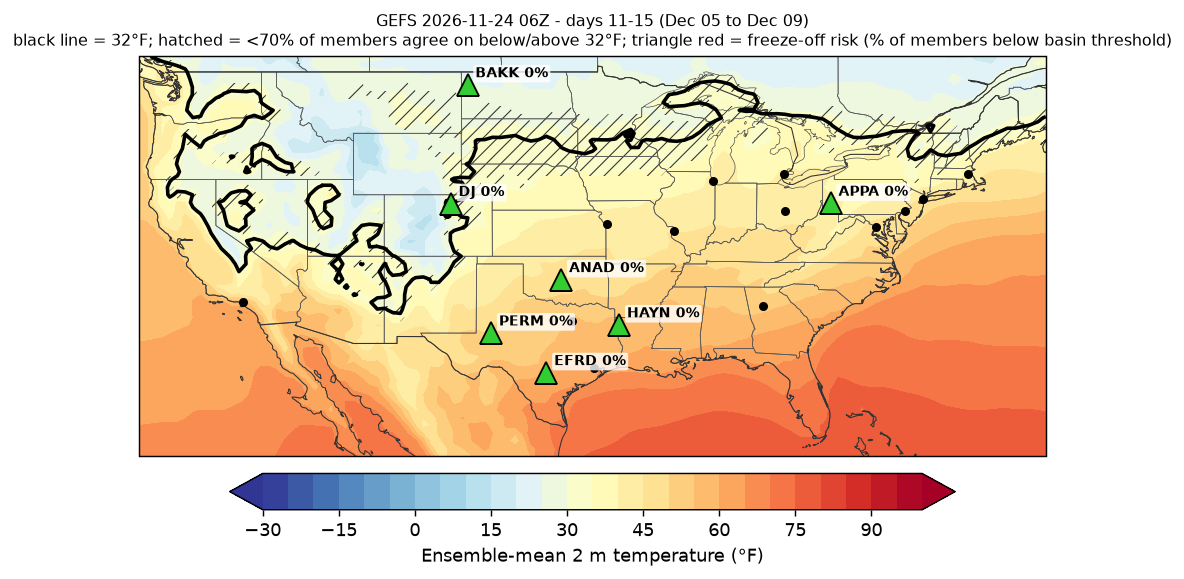 GEFS 2026-11-24 06Z - days 11-15 (Dec 05 to Dec 09)
black line = 32°F; hatched = <70% of members agree on below/above 32°F; triangle red = freeze-off risk (% of members below basin threshold)
BAKK 0%
DJ 0%
APPA 0%
ANAD 0%
HAYN 0%
PERM 0%
EFRD 0%
−30 −15 0 15 30 45 60 75 90
Ensemble-mean 2 m temperature (°F)